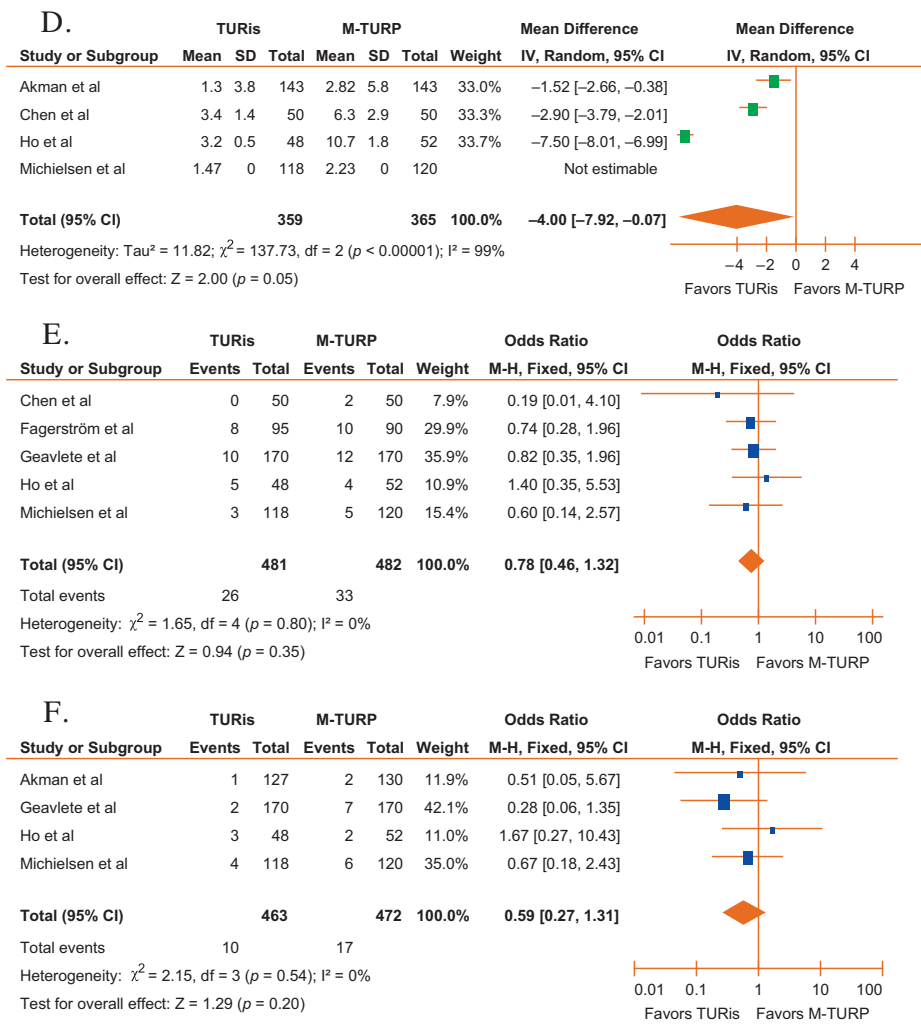 D.
TURis M-TURP Mean Difference Mean Difference
Study or Subgroup Mean SD Total Mean SD Total Weight IV, Random, 95% CI IV, Random, 95% CI
Akman et al 1.3 3.8 143 2.82 5.8 143 33.0% –1.52 [–2.66, –0.38]
Chen et al 3.4 1.4 50 6.3 2.9 50 33.3% –2.90 [–3.79, –2.01]
Ho et al 3.2 0.5 48 10.7 1.8 52 33.7% –7.50 [–8.01, –6.99]
Michielsen et al 1.47 0 118 2.23 0 120 Not estimable
Total (95% CI) 359 365 100.0% –4.00 [–7.92, –0.07]
Heterogeneity: Tau² = 11.82; χ² = 137.73, df = 2 (p < 0.00001); I² = 99%
Test for overall effect: Z = 2.00 (p = 0.05)
–4 –2 0 2 4
Favors TURis Favors M-TURP
E.
TURis M-TURP Odds Ratio Odds Ratio
Study or Subgroup Events Total Events Total Weight M-H, Fixed, 95% CI M-H, Fixed, 95% CI
Chen et al 0 50 2 50 7.9% 0.19 [0.01, 4.10]
Fagerström et al 8 95 10 90 29.9% 0.74 [0.28, 1.96]
Geavlete et al 10 170 12 170 35.9% 0.82 [0.35, 1.96]
Ho et al 5 48 4 52 10.9% 1.40 [0.35, 5.53]
Michielsen et al 3 118 5 120 15.4% 0.60 [0.14, 2.57]
Total (95% CI) 481 482 100.0% 0.78 [0.46, 1.32]
Total events 26 33
Heterogeneity: χ² = 1.65, df = 4 (p = 0.80); I² = 0%
Test for overall effect: Z = 0.94 (p = 0.35)
0.01 0.1 1 10 100
Favors TURis Favors M-TURP
F.
TURis M-TURP Odds Ratio Odds Ratio
Study or Subgroup Events Total Events Total Weight M-H, Fixed, 95% CI M-H, Fixed, 95% CI
Akman et al 1 127 2 130 11.9% 0.51 [0.05, 5.67]
Geavlete et al 2 170 7 170 42.1% 0.28 [0.06, 1.35]
Ho et al 3 48 2 52 11.0% 1.67 [0.27, 10.43]
Michielsen et al 4 118 6 120 35.0% 0.67 [0.18, 2.43]
Total (95% CI) 463 472 100.0% 0.59 [0.27, 1.31]
Total events 10 17
Heterogeneity: χ² = 2.15, df = 3 (p = 0.54); I² = 0%
Test for overall effect: Z = 1.29 (p = 0.20)
0.01 0.1 1 10 100
Favors TURis Favors M-TURP